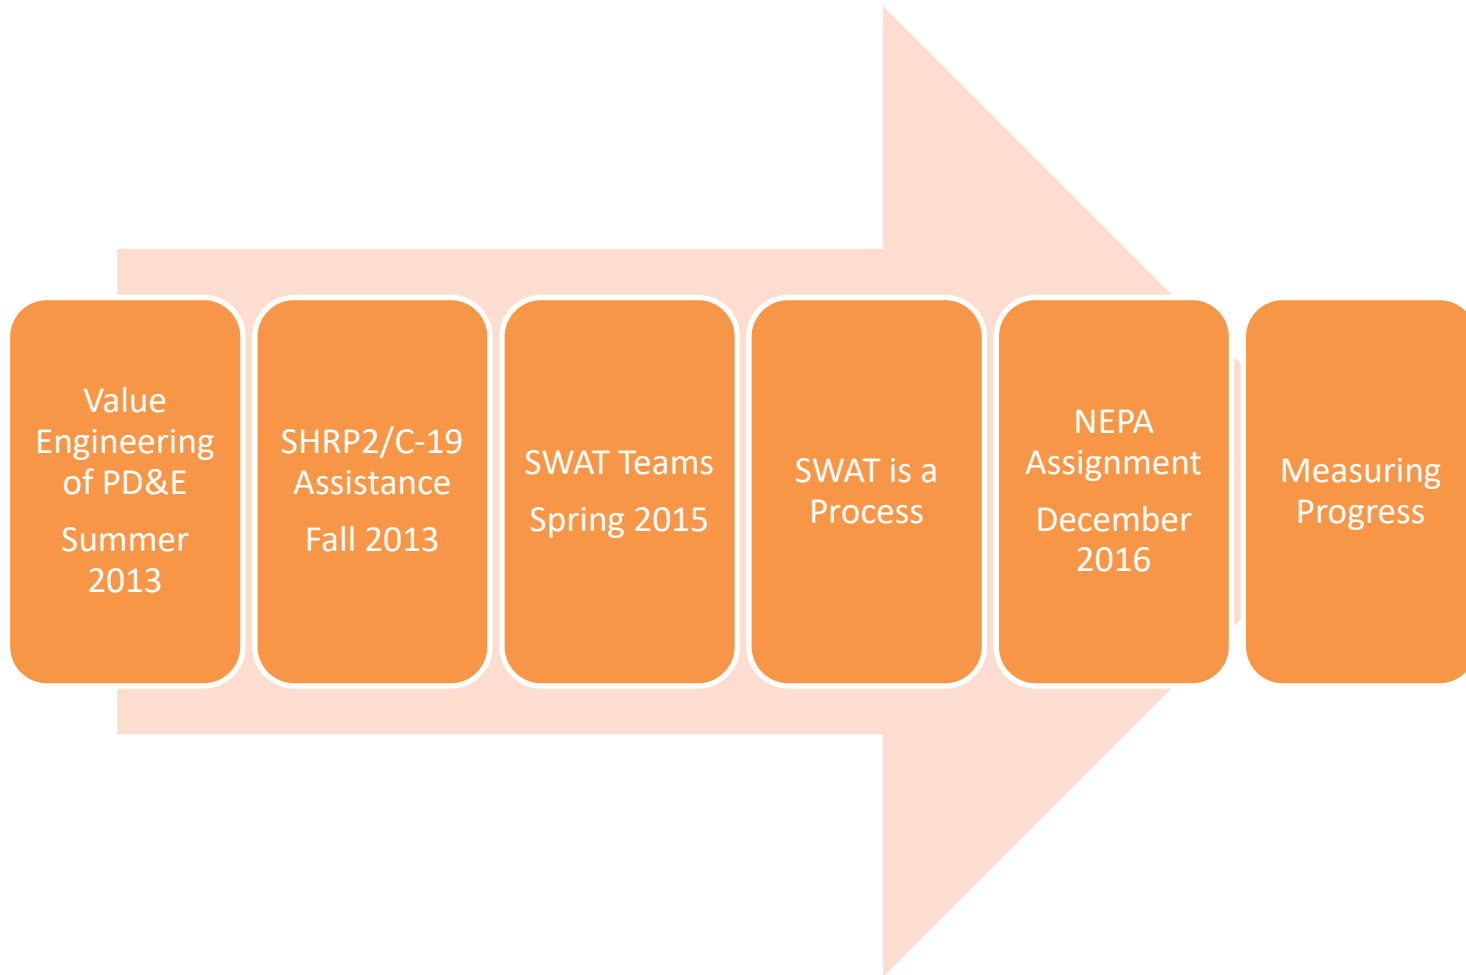 Value
Engineering
of PD&E
Summer
2013
SHRP2/C-19
Assistance
Fall 2013
SWAT Teams
Spring 2015
SWAT is a
Process
NEPA
Assignment
December
2016
Measuring
Progress